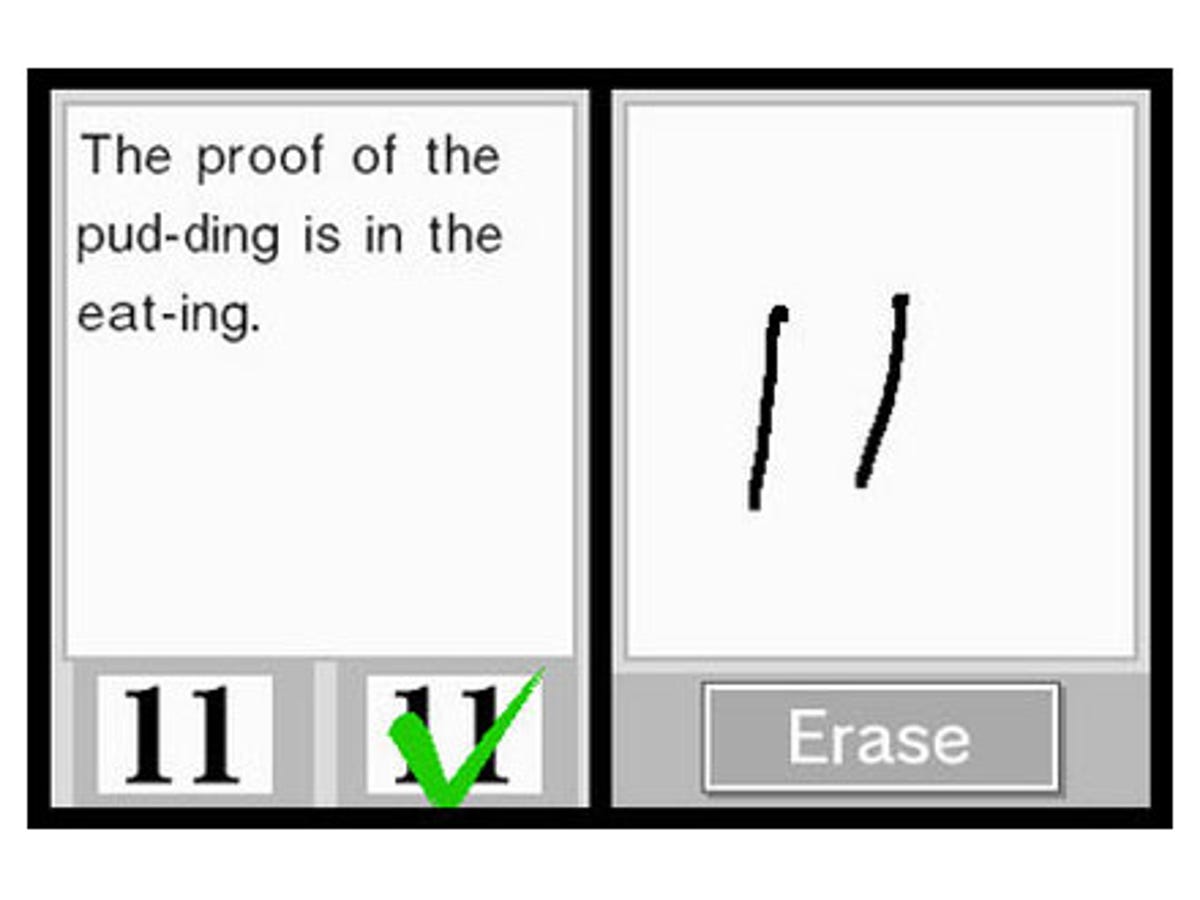 The proof of the
pud-ding is in the
eat-ing.
11 11
11
Erase